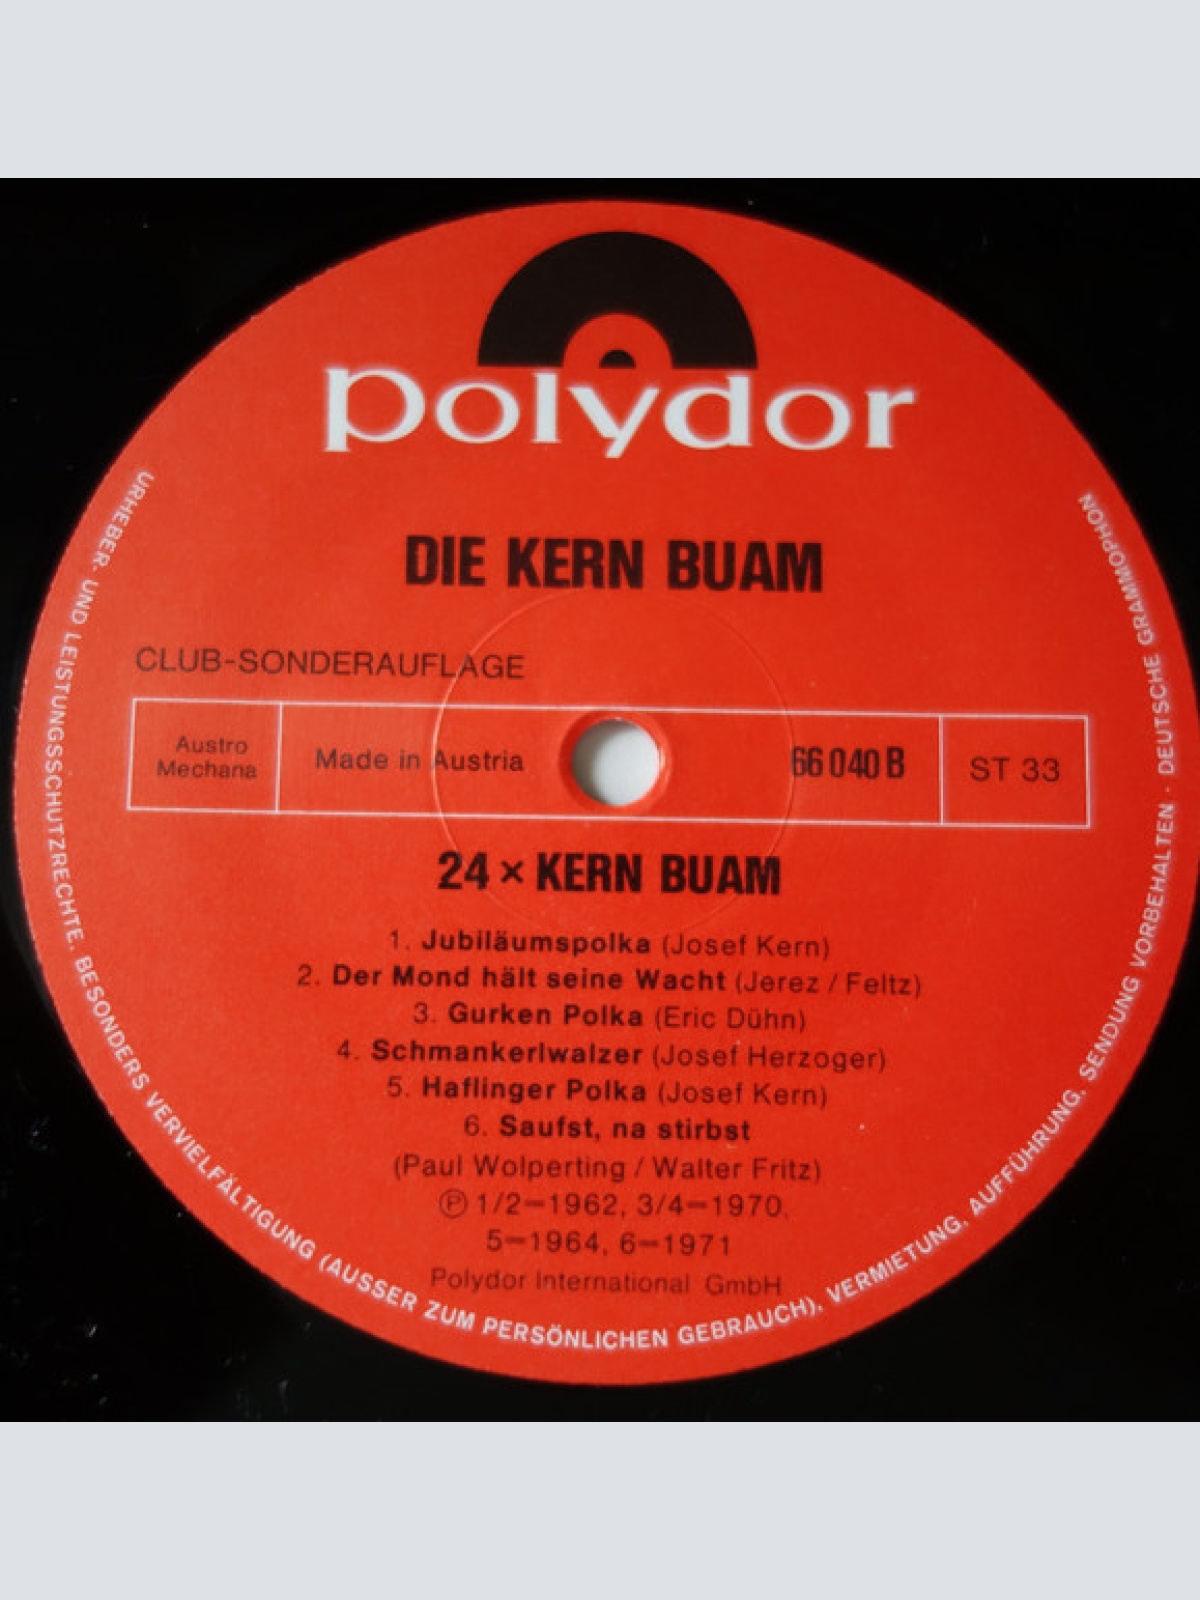 polydor
DIE KERN BUAM
CLUB-SONDERAUFLAGE
Austro
Mechana
Made in Austria
66 040 B
ST 33
24 × KERN BUAM
1. Jubiläumspolka (Josef Kern)
2. Der Mond hält seine Wacht (Jerez / Feltz)
3. Gurken Polka (Eric Dühn)
4. Schmankerlwalzer (Josef Herzoger)
5. Haflinger Polka (Josef Kern)
6. Saufst, na stirbst
(Paul Wolperting / Walter Fritz)
℗ 1/2–1962, 3/4–1970,
5–1964, 6–1971
Polydor International GmbH
URHEBER- UND LEISTUNGSSCHUTZRECHTE, BESONDERS VERVIELFÄLTIGUNG (AUSSER ZUM PERSÖNLICHEN GEBRAUCH), VERMIETUNG, AUFFÜHRUNG, SENDUNG VORBEHALTEN · DEUTSCHE GRAMMOPHON